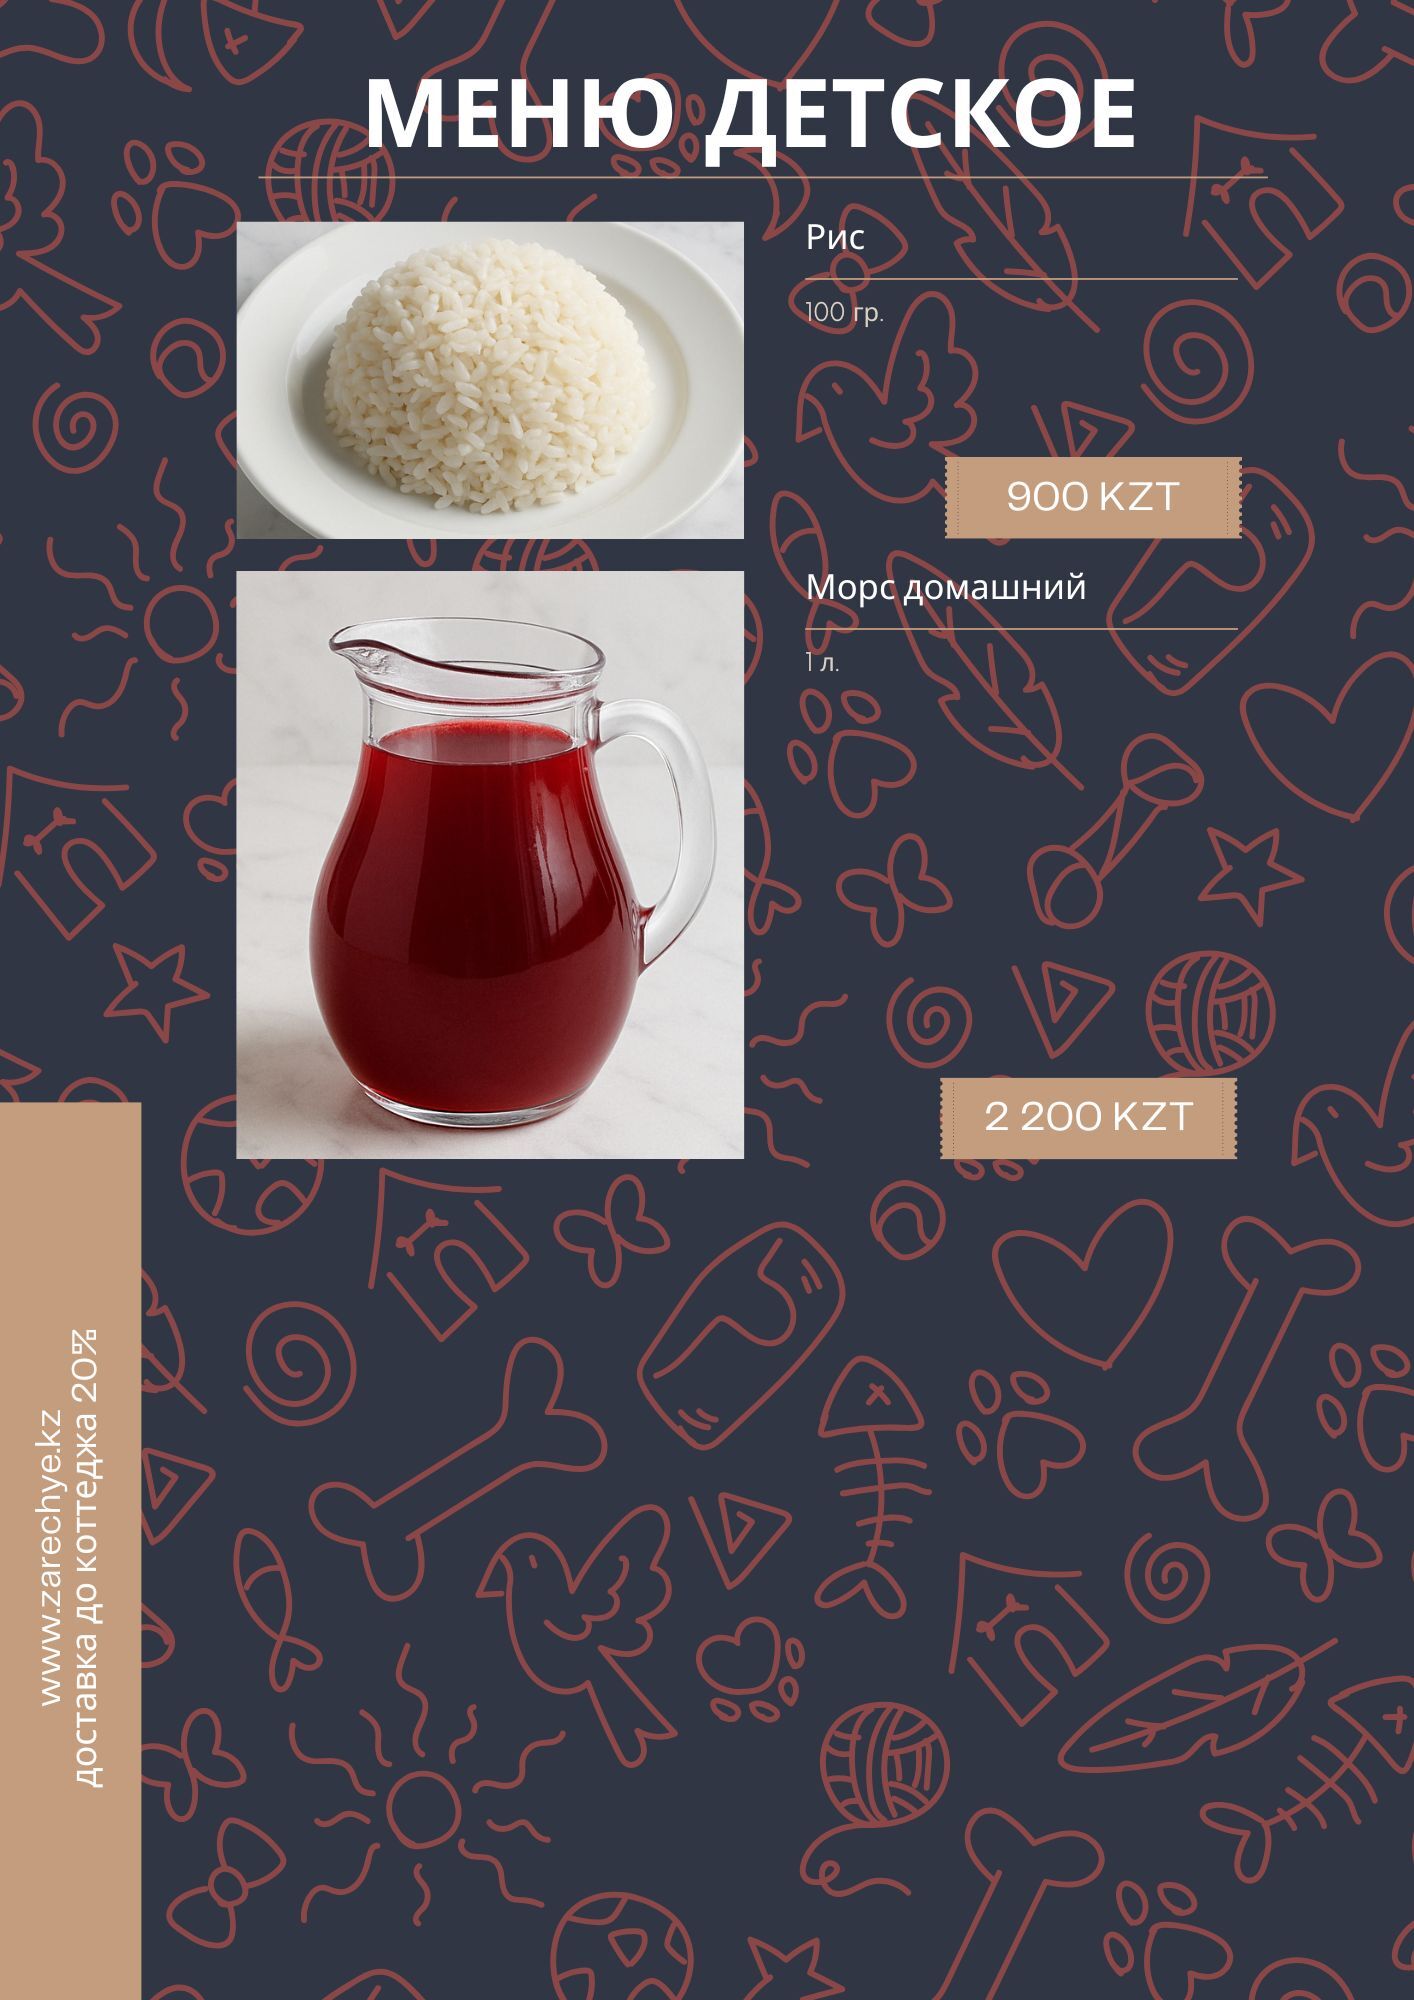 МЕНЮ ДЕТСКОЕ
Рис
100 гр.
900 KZT
Морс домашний
1 л.
2 200 KZT
www.zarechye.kz
доставка до коттеджа 20%